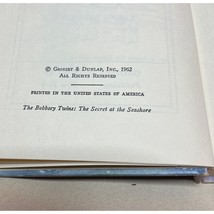 © Grosset & Dunlap, Inc., 1962
All Rights Reserved
PRINTED IN THE UNITED STATES OF AMERICA
The Bobbsey Twins: The Secret at the Seashore